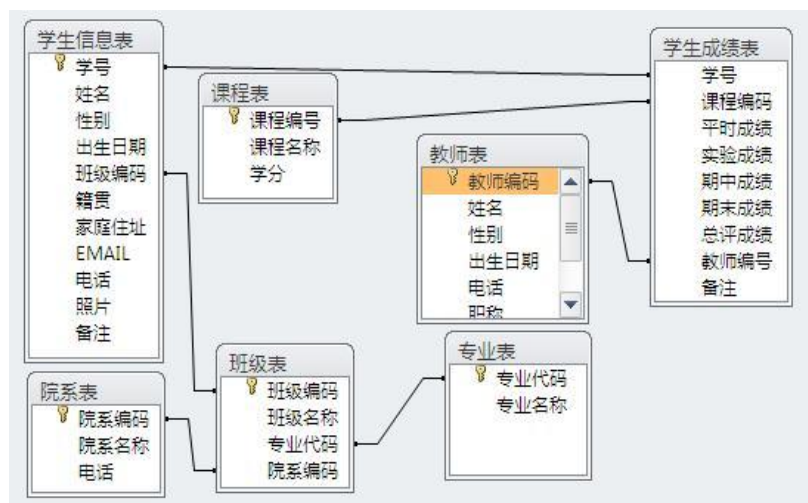 学生信息表
学号
姓名
性别
出生日期
班级编码
籍贯
家庭住址
EMAIL
电话
照片
备注
课程表
课程编号
课程名称
学分
教师表
教师编码
姓名
性别
出生日期
电话
职称
学生成绩表
学号
课程编码
平时成绩
实验成绩
期中成绩
期末成绩
总评成绩
教师编号
备注
院系表
院系编码
院系名称
电话
班级表
班级编码
班级名称
专业代码
院系编码
专业表
专业代码
专业名称